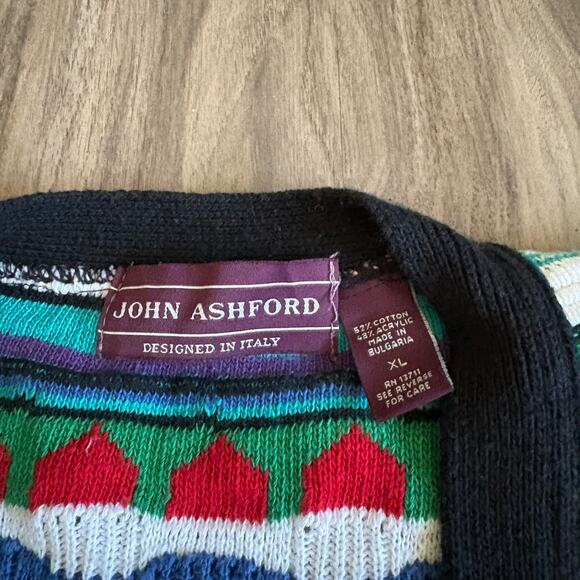 JOHN ASHFORD
DESIGNED IN ITALY
52% COTTON
48% ACRYLIC
MADE IN
BULGARIA
XL
RN 13711
SEE REVERSE
FOR CARE